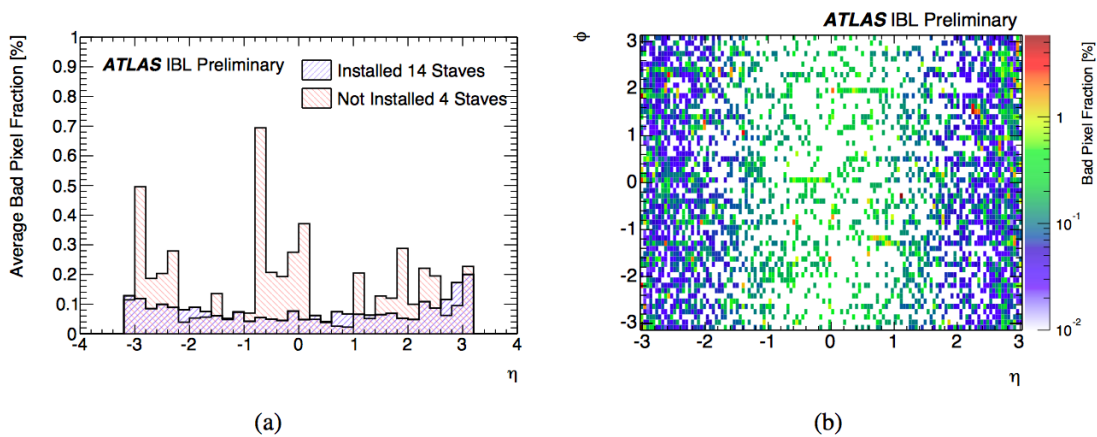 ATLAS IBL Preliminary
Average Bad Pixel Fraction [%]
1
0.9
0.8
0.7
0.6
0.5
0.4
0.3
0.2
0.1
0
ATLAS IBL Preliminary
Installed 14 Staves
Not Installed 4 Staves
-4 -3 -2 -1 0 1 2 3 4
η
(a)
ϕ
3
2
1
0
-1
-2
-3
-3 -2 -1 0 1 2 3
η
Bad Pixel Fraction [%]
1
10⁻¹
10⁻²
(b)